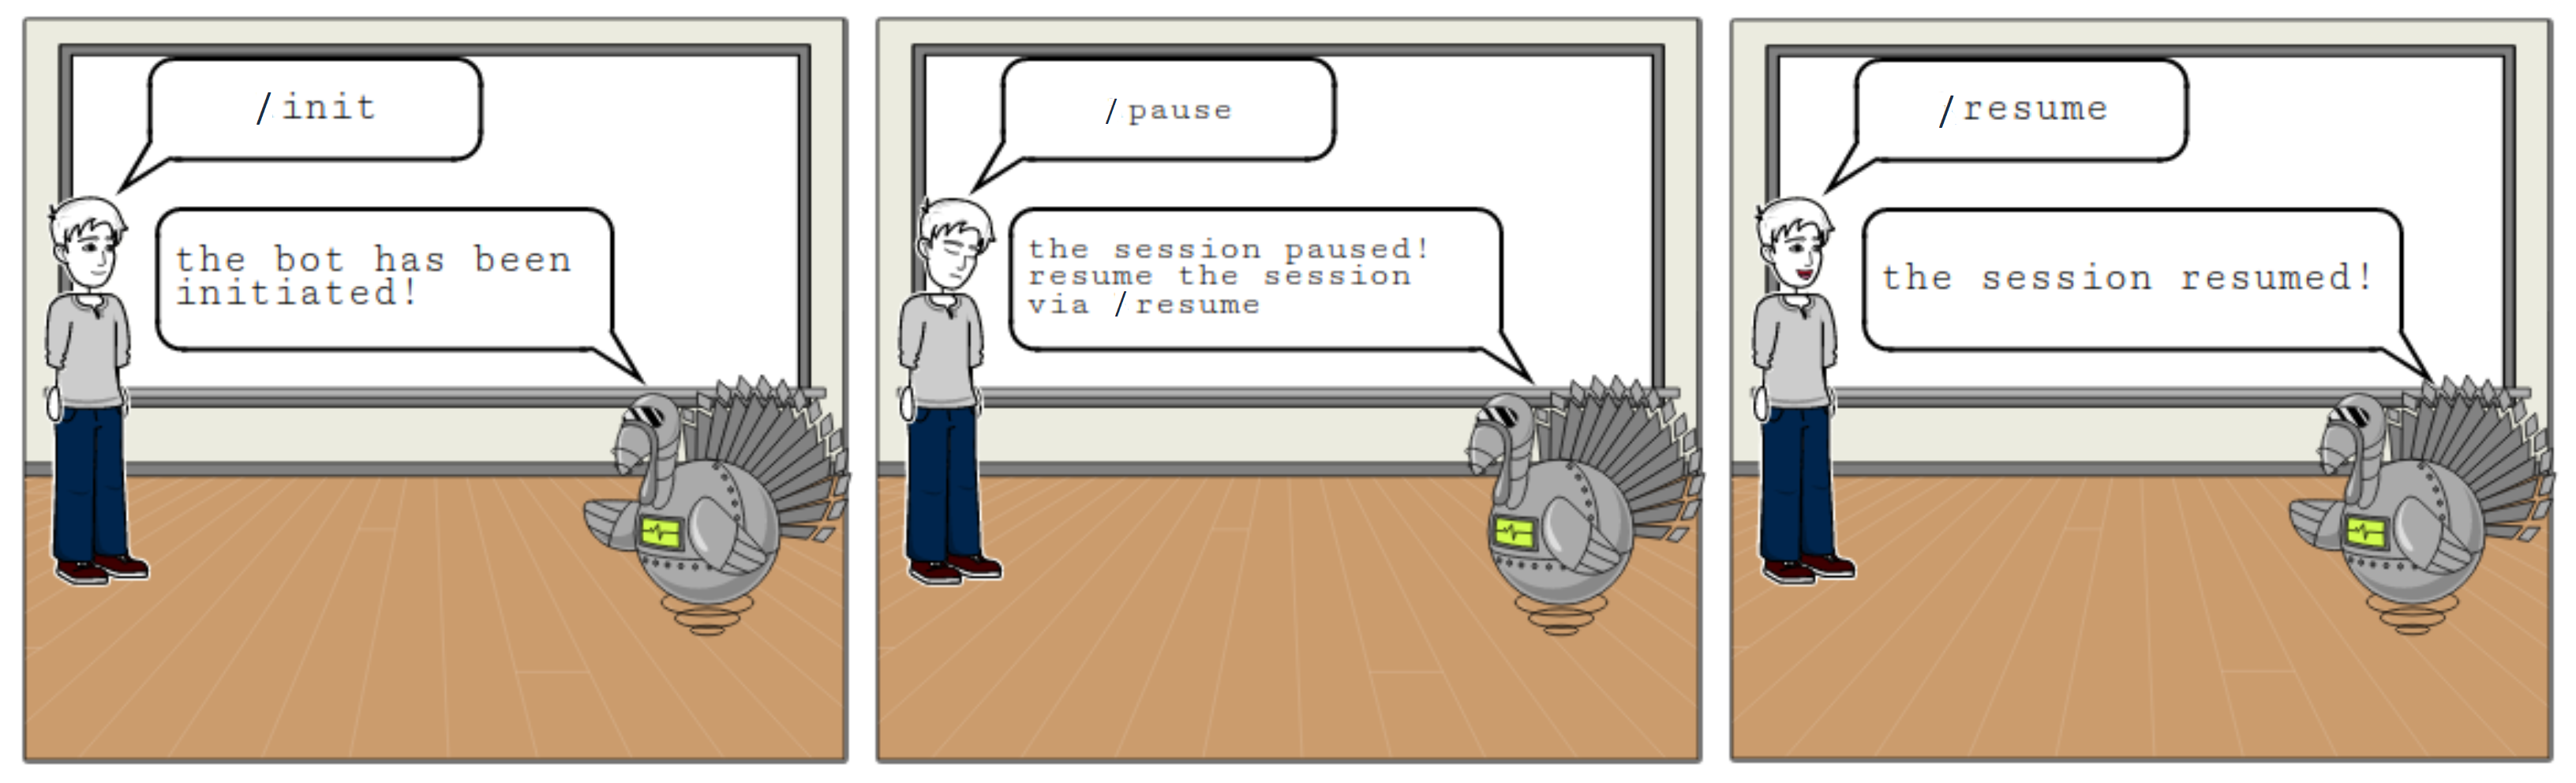 /init
the bot has been
initiated!
/pause
the session paused!
resume the session
via /resume
/resume
the session resumed!